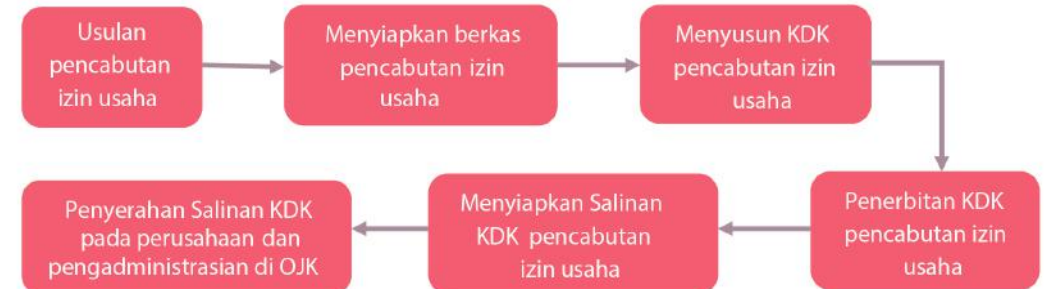 Usulan
pencabutan
izin usaha
Menyiapkan berkas
pencabutan izin
usaha
Menyusun KDK
pencabutan izin
usaha
Penerbitan KDK
pencabutan izin
usaha
Menyiapkan Salinan
KDK pencabutan
izin usaha
Penyerahan Salinan KDK
pada perusahaan dan
pengadministrasian di OJK